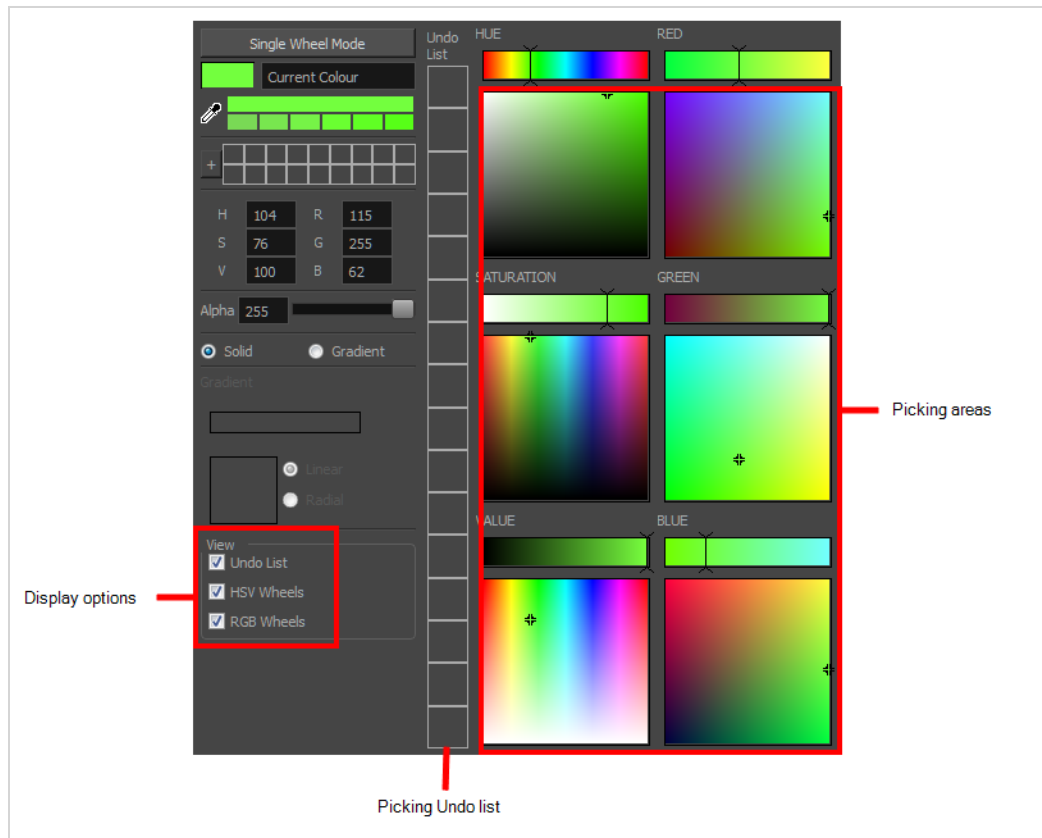 Single Wheel Mode
Current Colour
+
H 104 R 115
S 76 G 255
V 100 B 62
Alpha 255
Solid Gradient
Gradient
Linear
Radial
View
Undo List
HSV Wheels
RGB Wheels
Undo
List
HUE RED
SATURATION GREEN
VALUE BLUE
Display options
Picking areas
Picking Undo list